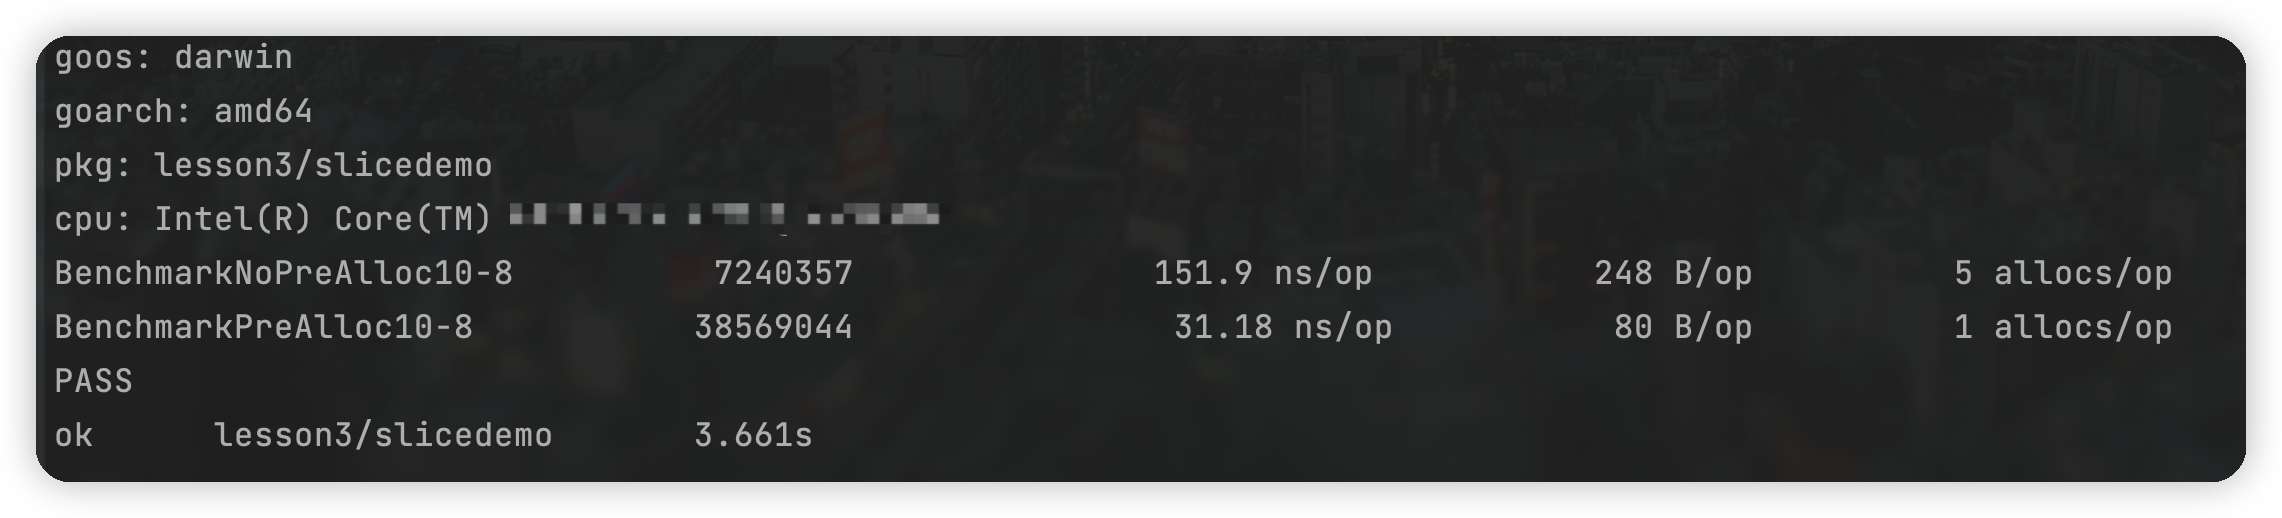 goos: darwin
goarch: amd64
pkg: lesson3/slicedemo
cpu: Intel(R) Core(TM)
BenchmarkNoPreAlloc10-8 7240357 151.9 ns/op 248 B/op 5 allocs/op
BenchmarkPreAlloc10-8 38569044 31.18 ns/op 80 B/op 1 allocs/op
PASS
ok lesson3/slicedemo 3.661s